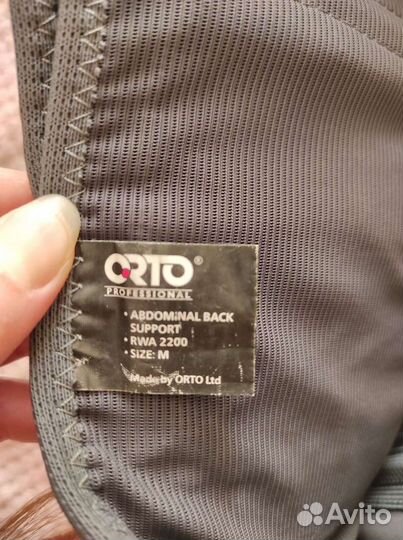 ORTO®
PROFESSIONAL
• ABDOMINAL BACK
SUPPORT
• RWA 2200
• SIZE: M
Made by ORTO Ltd
Avito